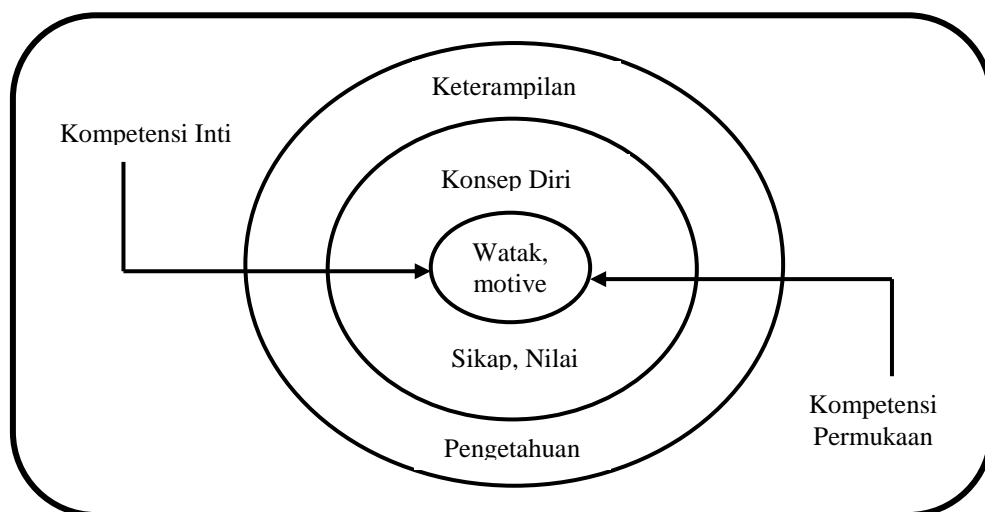 Keterampilan
Kompetensi Inti
Konsep Diri
Watak,
motive
Sikap, Nilai
Kompetensi
Permukaan
Pengetahuan